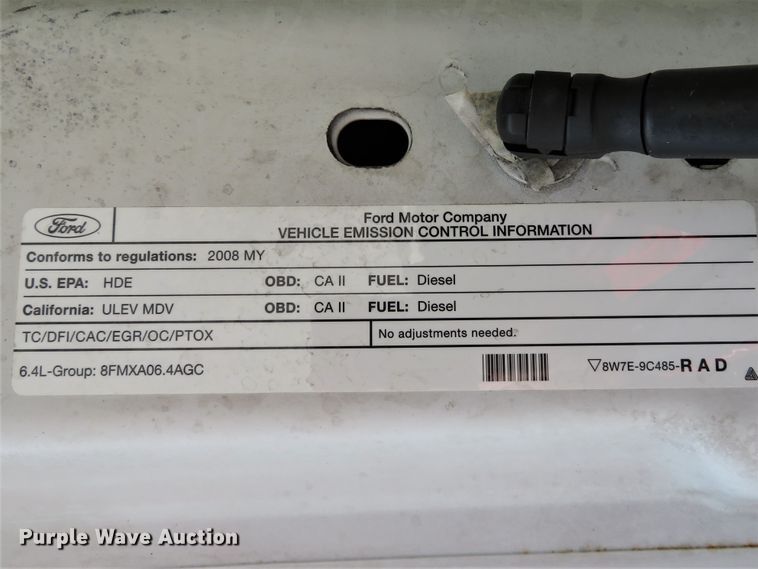 Ford
Ford Motor Company
VEHICLE EMISSION CONTROL INFORMATION
Conforms to regulations: 2008 MY
U.S. EPA: HDE OBD: CA II FUEL: Diesel
California: ULEV MDV OBD: CA II FUEL: Diesel
TC/DFI/CAC/EGR/OC/PTOX No adjustments needed.
6.4L-Group: 8FMXA06.4AGC ▽8W7E-9C485-RAD
Purple Wave Auction